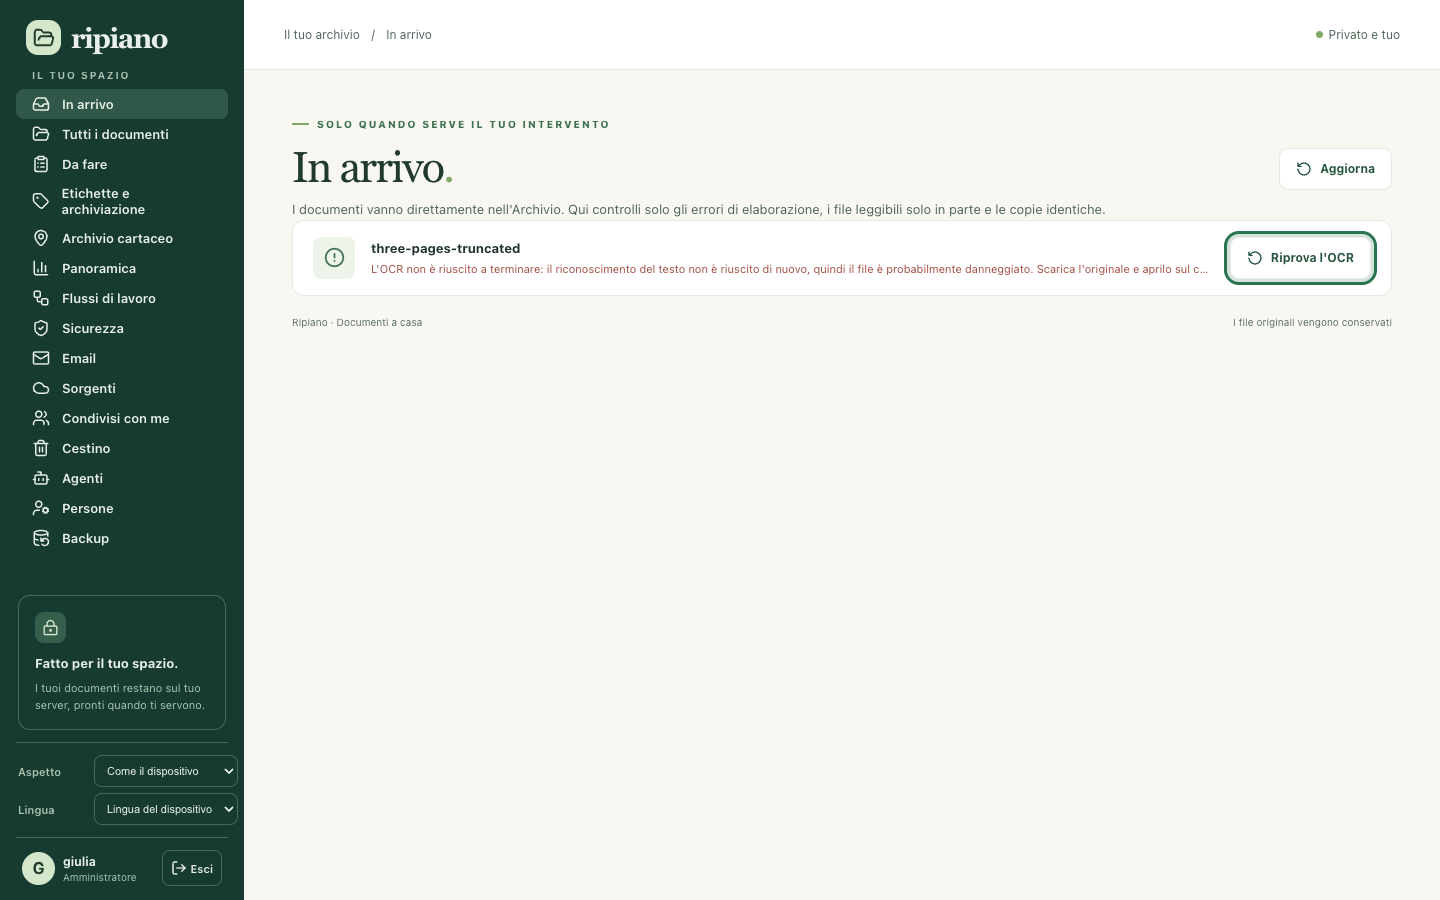 ripiano
IL TUO SPAZIO
In arrivo
Tutti i documenti
Da fare
Etichette e
archiviazione
Archivio cartaceo
Panoramica
Flussi di lavoro
Sicurezza
Email
Sorgenti
Condivisi con me
Cestino
Agenti
Persone
Backup
Fatto per il tuo spazio.
I tuoi documenti restano sul tuo
server, pronti quando ti servono.
Aspetto
Come il dispositivo
Lingua
Lingua del dispositivo
G
giulia
Amministratore
Esci
Il tuo archivio / In arrivo
Privato e tuo
SOLO QUANDO SERVE IL TUO INTERVENTO
In arrivo.
Aggiorna
I documenti vanno direttamente nell'Archivio. Qui controlli solo gli errori di elaborazione, i file leggibili solo in parte e le copie identiche.
three-pages-truncated
L'OCR non è riuscito a terminare: il riconoscimento del testo non è riuscito di nuovo, quindi il file è probabilmente danneggiato. Scarica l'originale e aprilo sul c...
Riprova l'OCR
Ripiano · Documenti a casa
I file originali vengono conservati